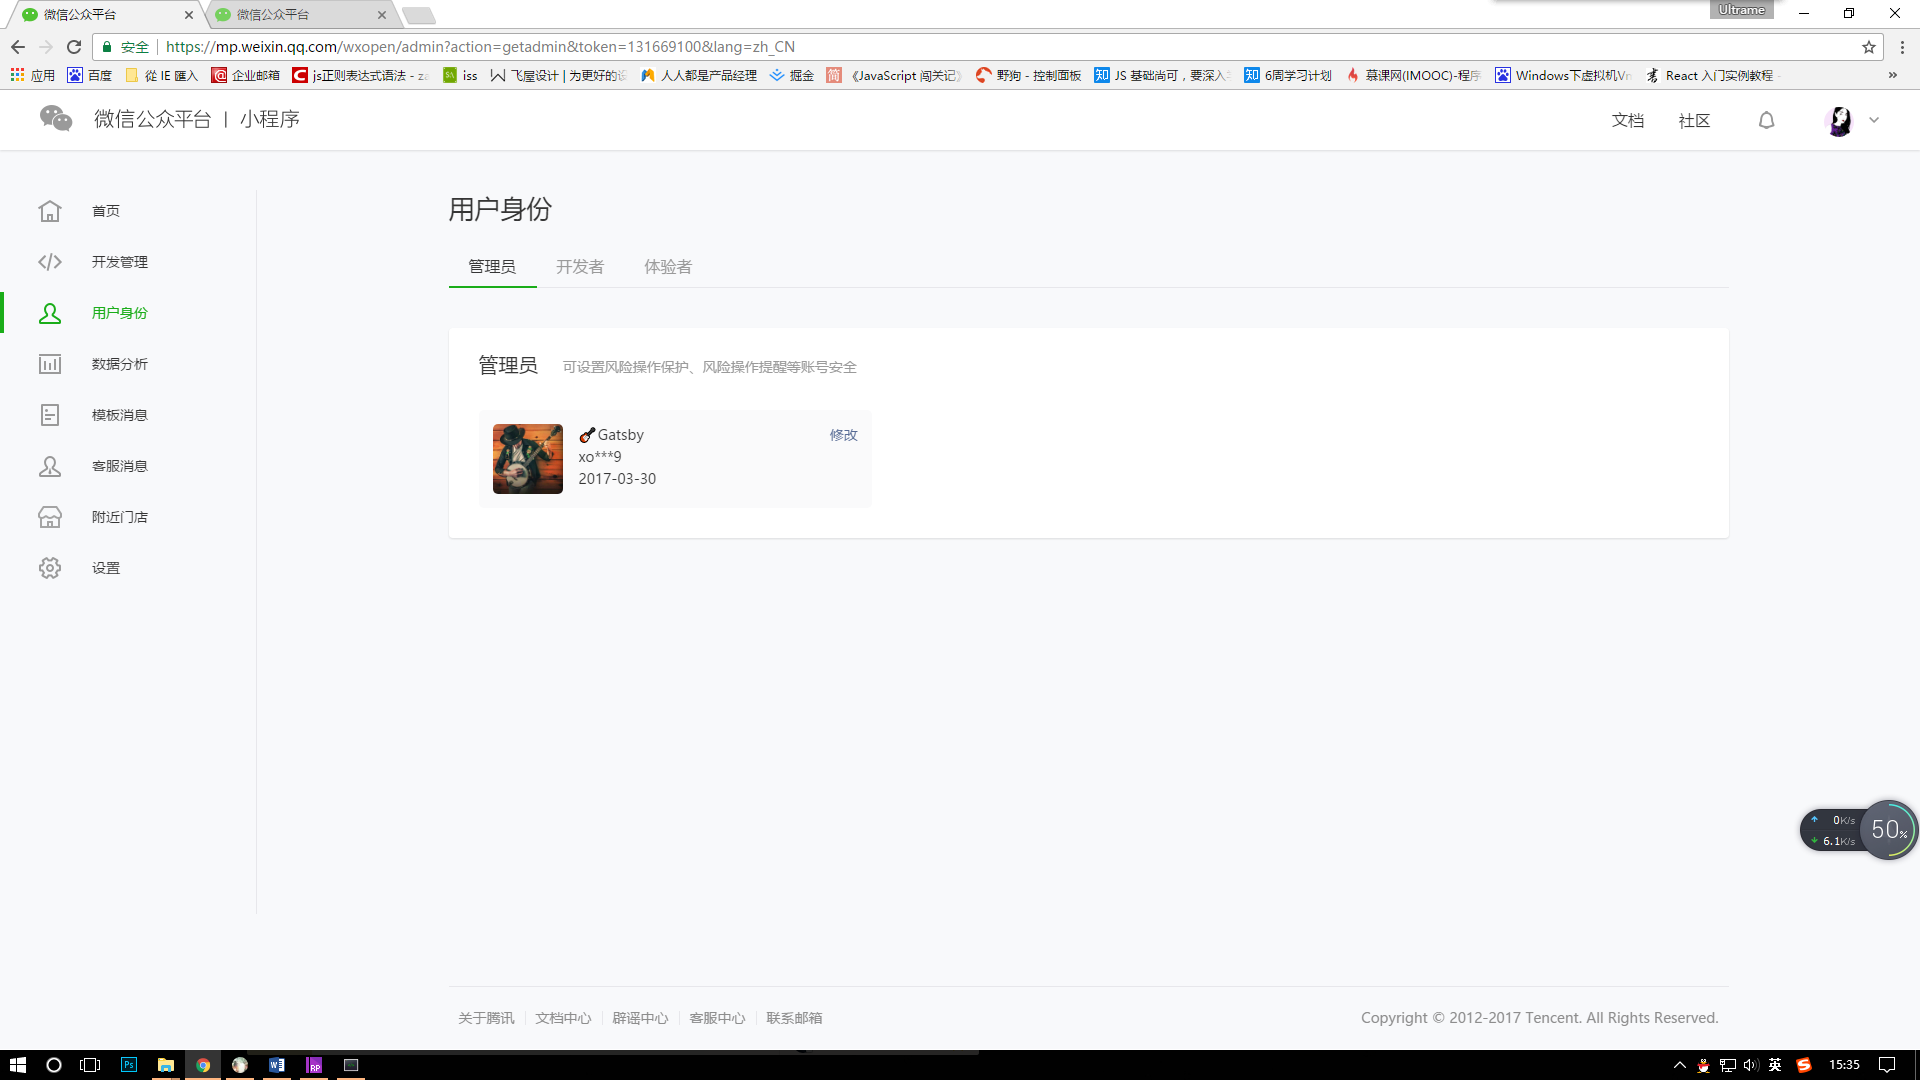 微信公众平台
微信公众平台
Ultrame
安全
https://mp.weixin.qq.com/wxopen/admin?action=getadmin&token=131669100&lang=zh_CN
应用 百度 從 IE 匯入 企业邮箱 js正则表达式语法 - iss 飞屋设计 | 为更好的 人人都是产品经理 掘金 《JavaScript 闯关记》 野狗 - 控制面板 JS 基础尚可，要深入 6周学习计划 慕课网(IMOOC)-程序 Windows下虚拟机 React 入门实例教程 -
微信公众平台 | 小程序
文档
社区
首页
开发管理
用户身份
数据分析
模板消息
客服消息
附近门店
设置
用户身份
管理员 开发者 体验者
管理员 可设置风险操作保护、风险操作提醒等账号安全
Gatsby 修改
xo***9
2017-03-30
0K/s
6.1K/s
50%
关于腾讯 文档中心 辟谣中心 客服中心 联系邮箱 Copyright © 2012-2017 Tencent. All Rights Reserved.
Ps
RP
英
15:35